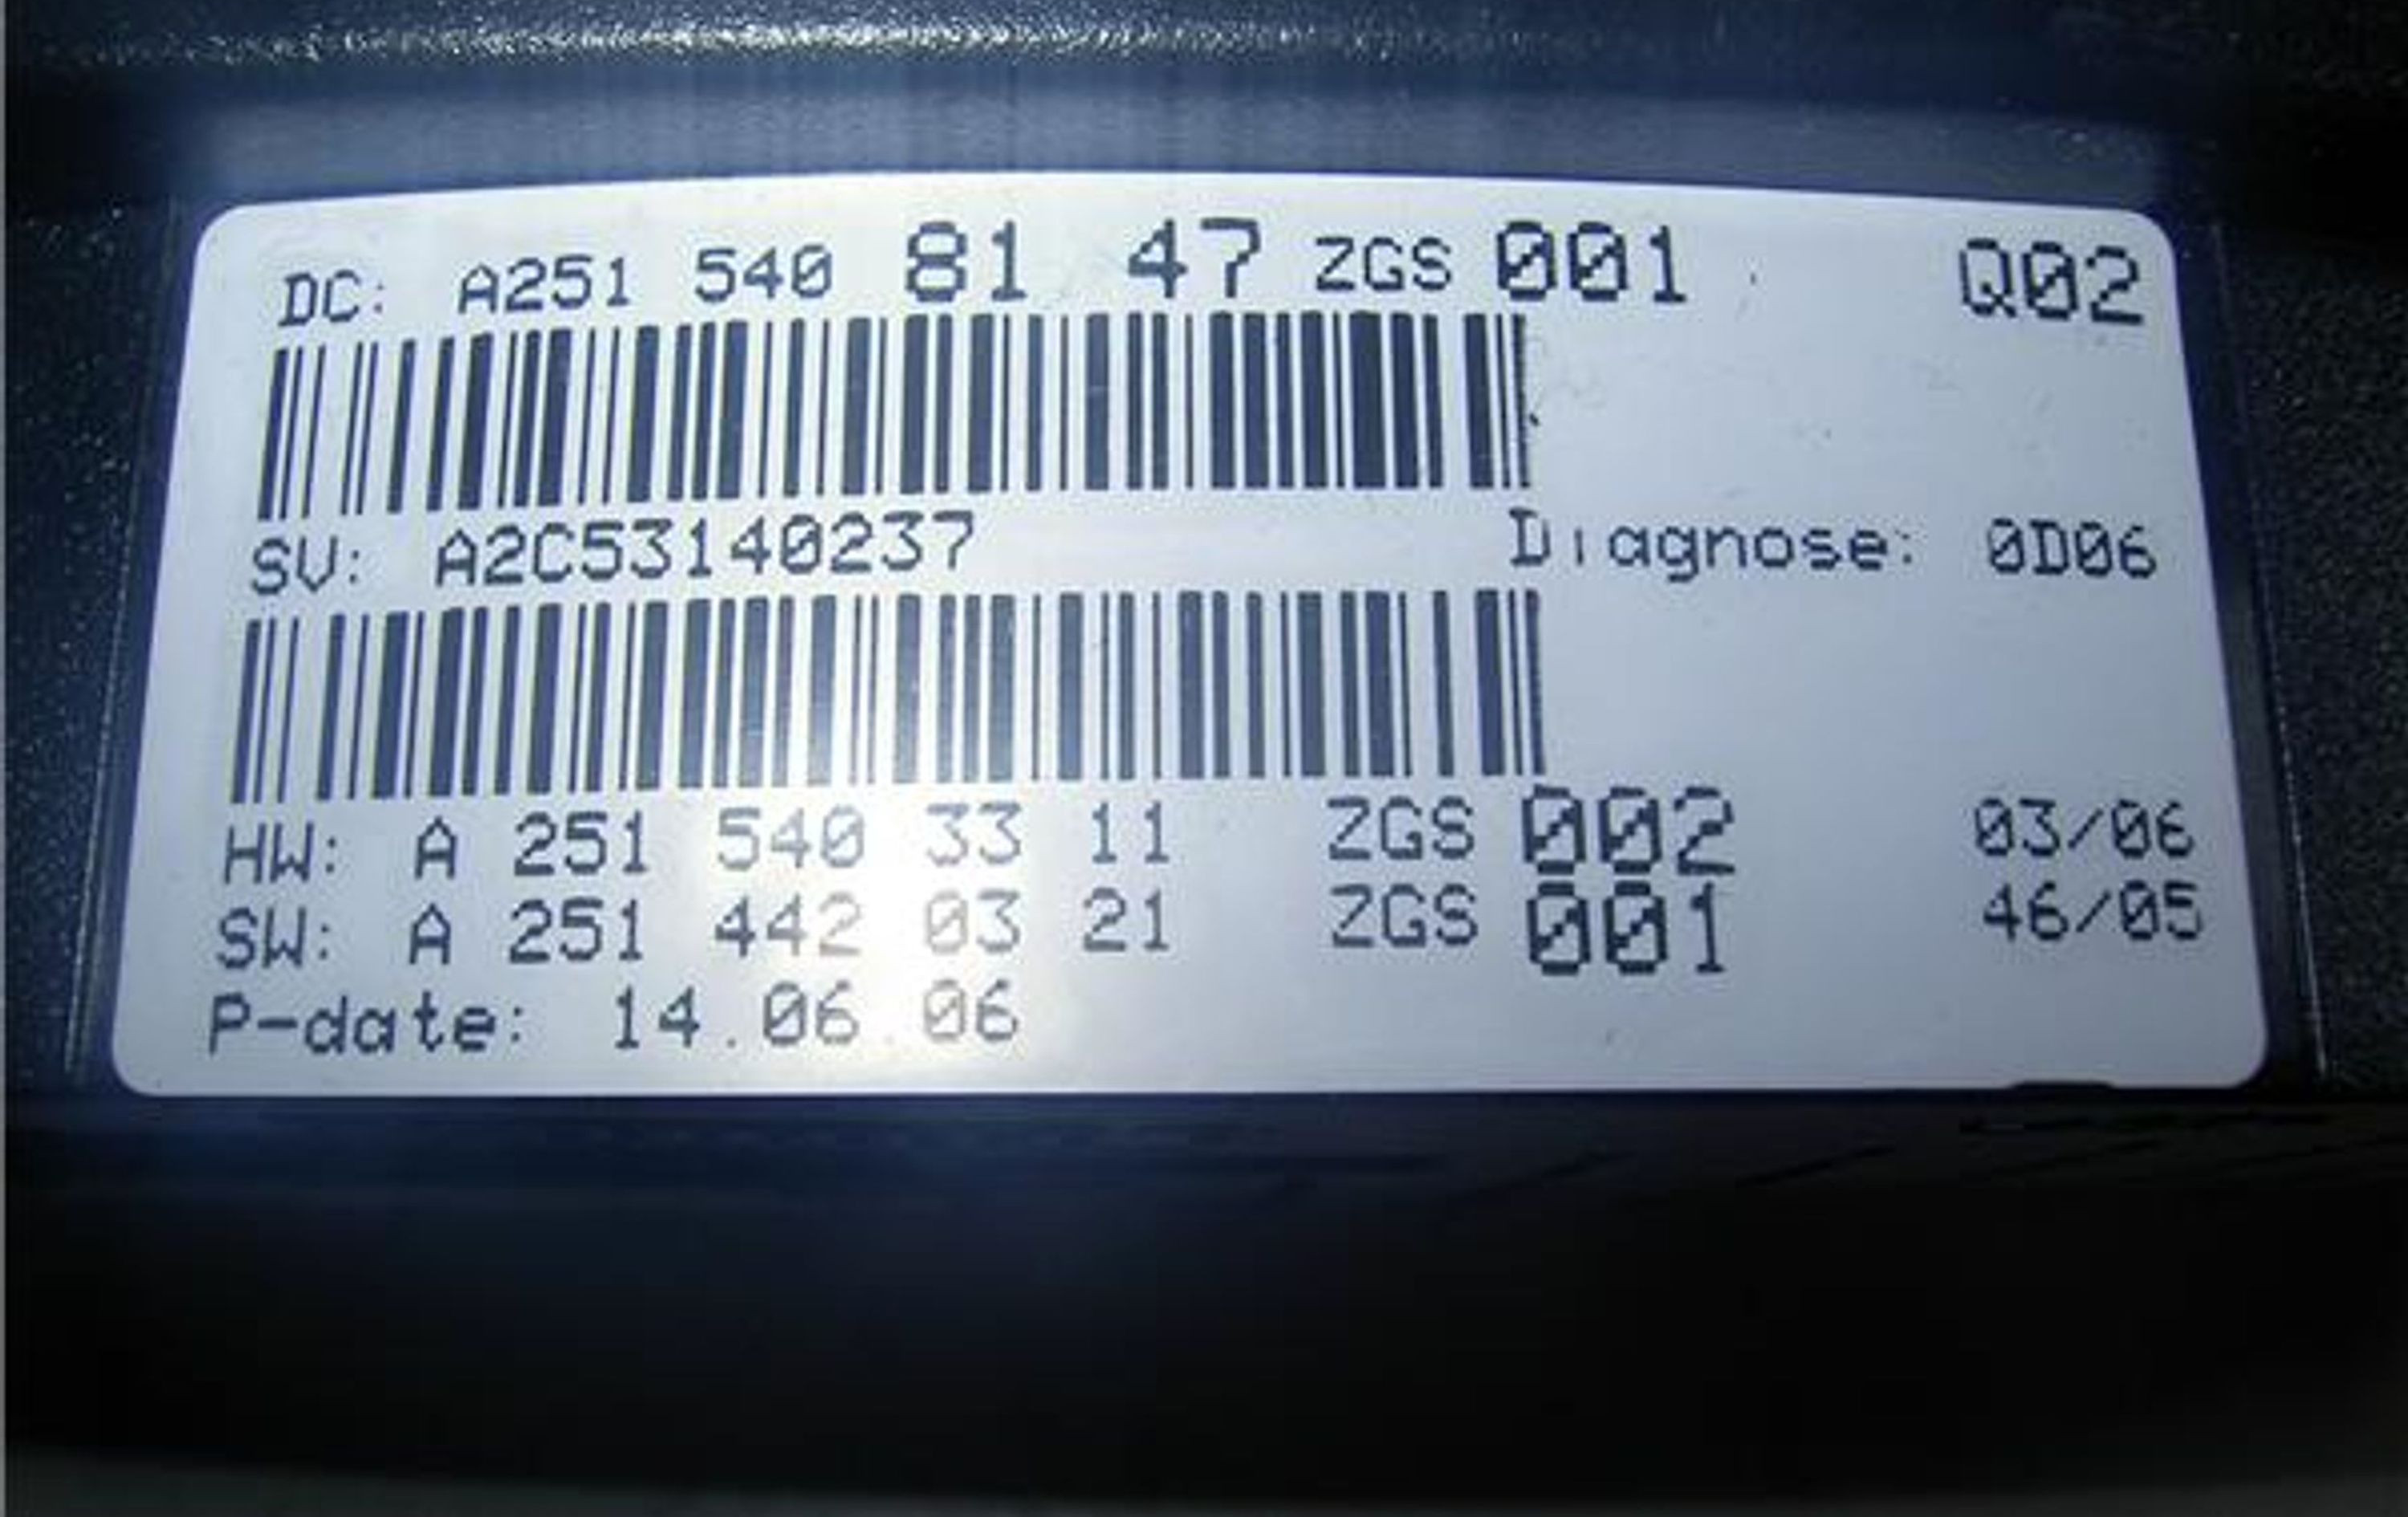 DC: A251 540 81 47 ZGS 001 Q02
SV: A2C53140237 Diagnose: 0D06
HW: A 251 540 33 11 ZGS 002 03/06
SW: A 251 442 03 21 ZGS 001 46/05
P-date: 14.06.06